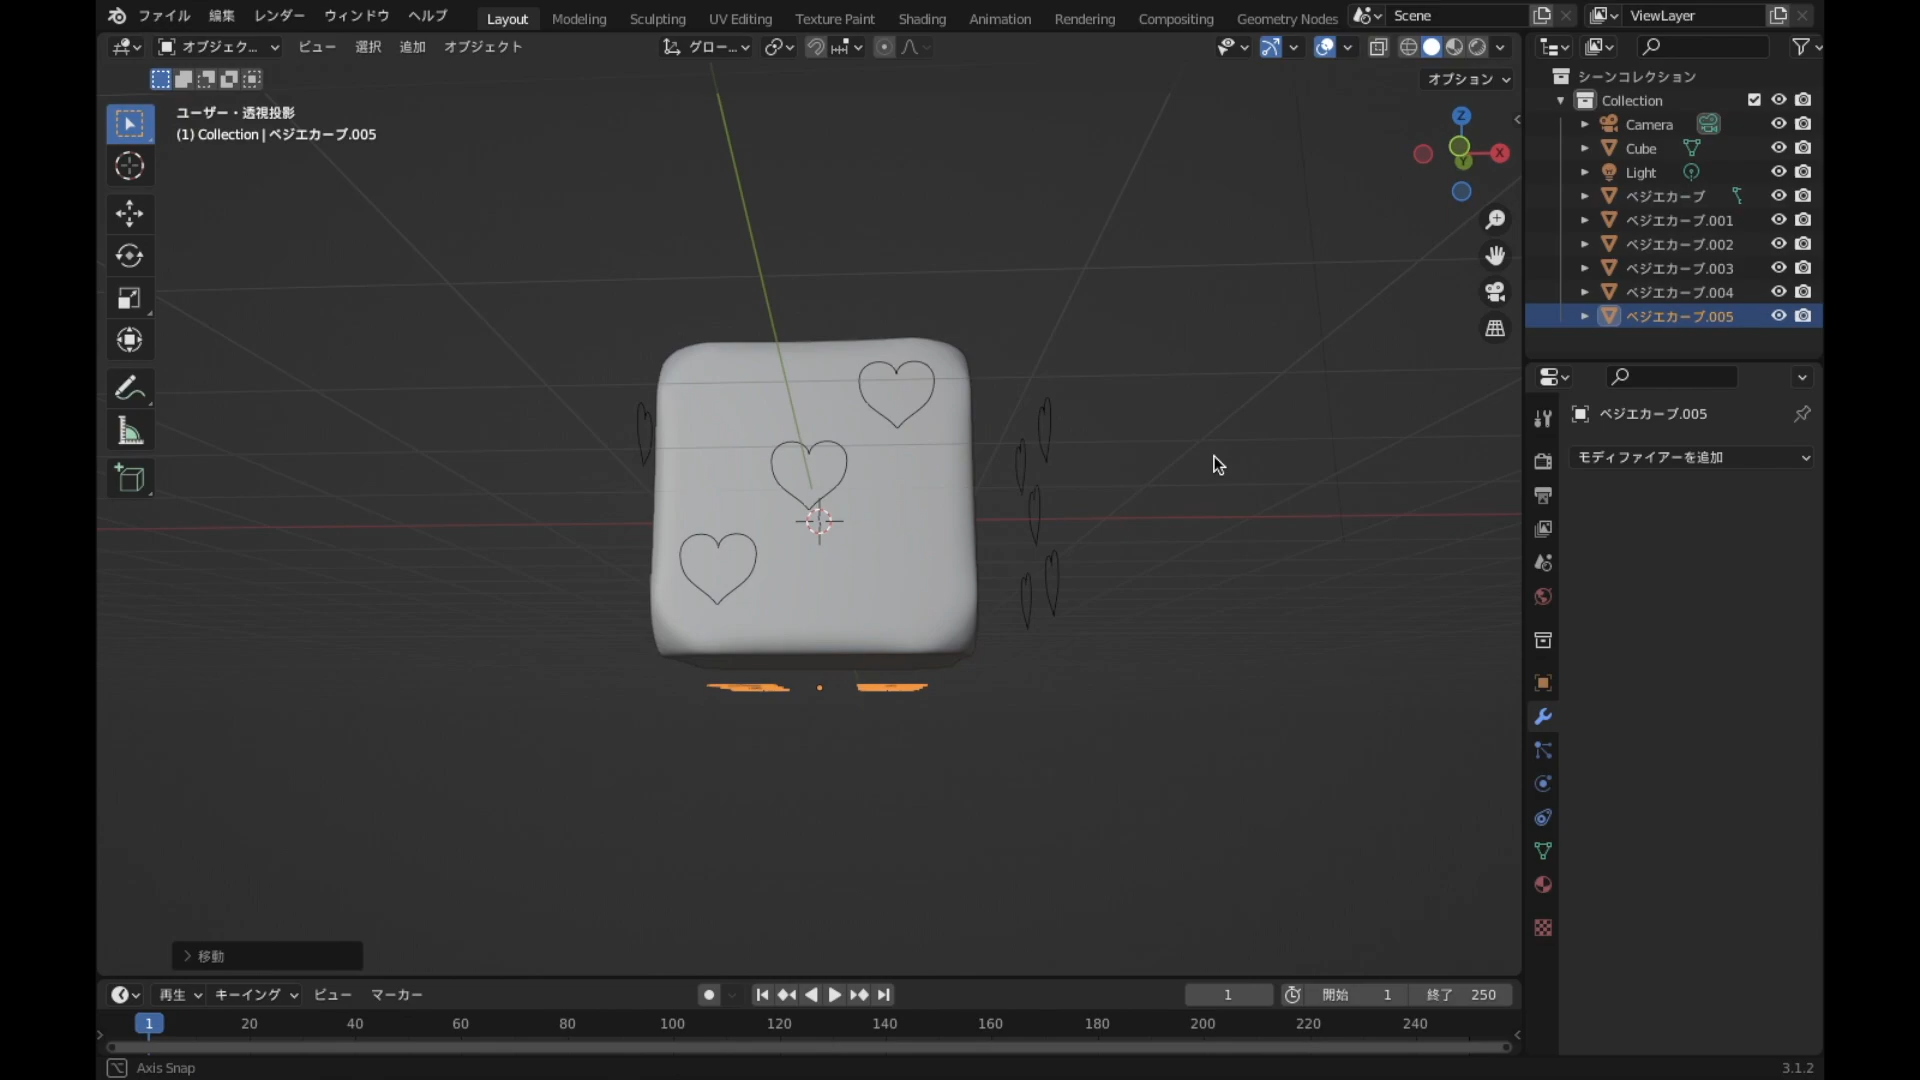 ファイル 編集 レンダー ウィンドウ ヘルプ Layout Modeling Sculpting UV Editing Texture Paint Shading Animation Rendering Compositing Geometry Nodes Scene ViewLayer
オブジェク... ビュー 選択 追加 オブジェクト グロー...
オプション
ユーザー・透視投影
(1) Collection | ベジエカーブ.005
Z
X
Y
シーンコレクション
Collection
Camera
Cube
Light
ベジエカーブ
ベジエカーブ.001
ベジエカーブ.002
ベジエカーブ.003
ベジエカーブ.004
ベジエカーブ.005
ベジエカーブ.005
モディファイアーを追加
移動
再生 キーイング ビュー マーカー 1 開始 1 終了 250
1 20 40 60 80 100 120 140 160 180 200 220 240
Axis Snap 3.1.2